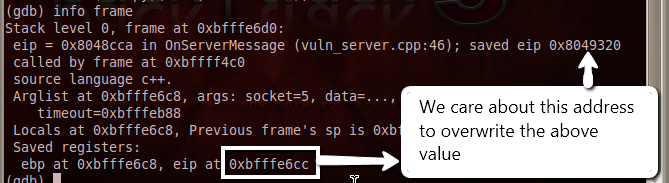 (gdb) info frame
Stack level 0, frame at 0xbfffe6d0:
eip = 0x8048cca in OnServerMessage (vuln_server.cpp:46); saved eip 0x8049320
called by frame at 0xbffff4c0
source language c++.
Arglist at 0xbfffe6c8, args: socket=5, data=...,
timeout=0xbfffeb88
Locals at 0xbfffe6c8, Previous frame's sp is 0xbf
Saved registers:
ebp at 0xbfffe6c8, eip at 0xbfffe6cc
(gdb)
We care about this address
to overwrite the above
value